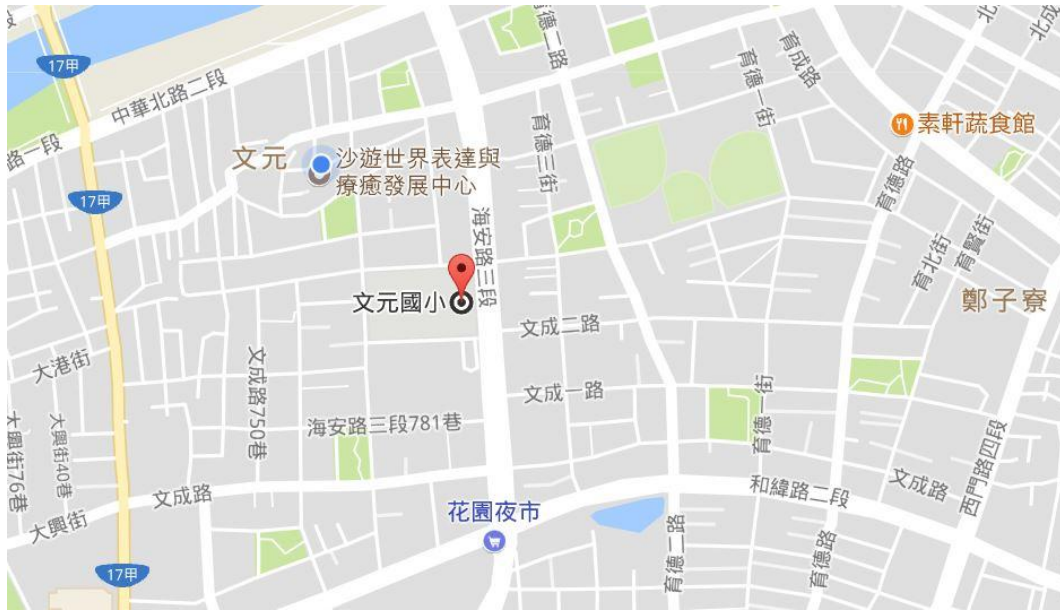 17甲
中華北路二段
路一段
文元
沙遊世界表達與
療癒發展中心
17甲
海安路三段
文元國小
育德二路
育德三街
育德一街
育成路
北
北成
素軒蔬食館
育德路
育賢街
育北街
鄭子寮
文成二路
文成一路
大港街
文成路750巷
海安路三段781巷
大興街76巷
大興街40巷
大興街
文成路
花園夜市
育德一街
和緯路二段
文成路
西門路四段
育德二路
育德路
17甲